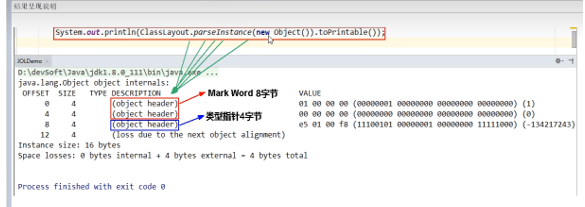 结果呈现说明
System.out.println(ClassLayout.parseInstance(new Object()).toPrintable());
JOLDemo
D:\devSoft\Java\jdk1.8.0_111\bin\java.exe ...
java.lang.Object object internals:
OFFSET SIZE TYPE DESCRIPTION VALUE
0 4 (object header) 01 00 00 00 (00000001 00000000 00000000 00000000) (1)
Mark Word 8字节
4 4 (object header) 00 00 00 00 (00000000 00000000 00000000 00000000) (0)
8 4 (object header) e5 01 00 f8 (11100101 00000001 00000000 11111000) (-134217243)
类型指针4字节
12 4 (loss due to the next object alignment)
Instance size: 16 bytes
Space losses: 0 bytes internal + 4 bytes external = 4 bytes total
Process finished with exit code 0